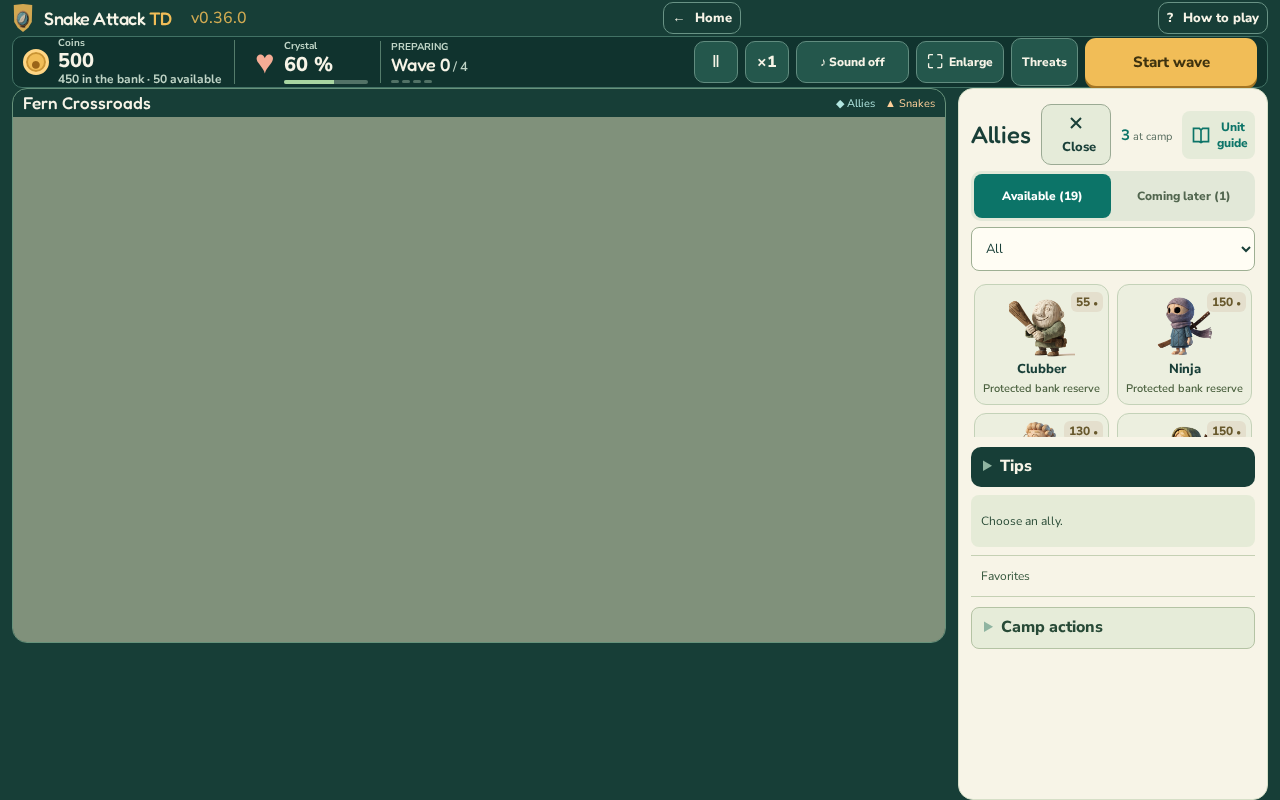 Snake Attack TD v0.36.0
← Home
? How to play
Coins
500
450 in the bank · 50 available
Crystal
60 %
PREPARING
Wave 0 / 4
×1
♪ Sound off
Enlarge
Threats
Start wave
Fern Crossroads
◆ Allies ▲ Snakes
Allies
× Close
3 at camp
Unit guide
Available (19)
Coming later (1)
All
55
Clubber
Protected bank reserve
150
Ninja
Protected bank reserve
130
150
Tips
Choose an ally.
Favorites
Camp actions